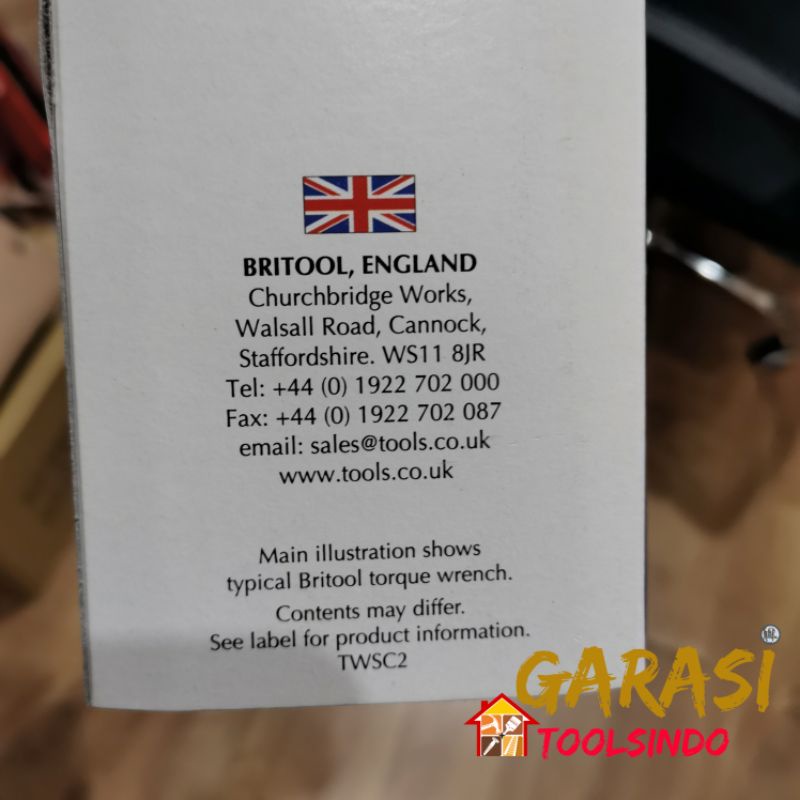 BRITOOL, ENGLAND
Churchbridge Works,
Walsall Road, Cannock,
Staffordshire. WS11 8JR
Tel: +44 (0) 1922 702 000
Fax: +44 (0) 1922 702 087
email: sales@tools.co.uk
www.tools.co.uk
Main illustration shows
typical Britool torque wrench.
Contents may differ.
See label for product information.
TWSC2
GARASI
TOOLSINDO